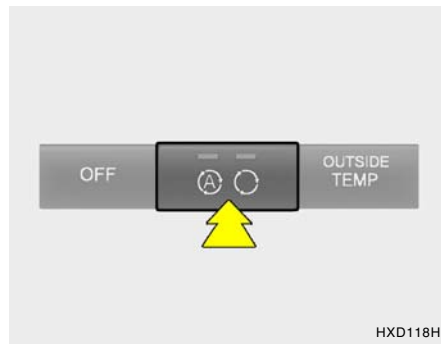 OFF
A
OUTSIDE
TEMP
HXD118H